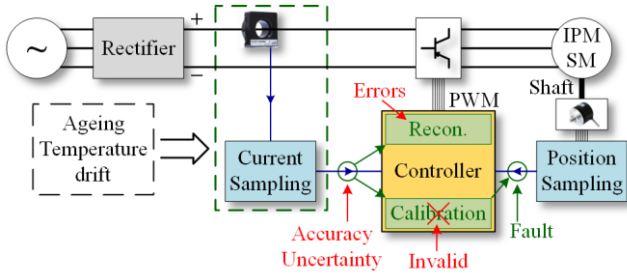 ~
+
−
Rectifier
IPM
SM
Shaft
PWM
Errors
Recon.
Ageing
Temperature
drift
Current
Sampling
Controller
Position
Sampling
Calibration
Accuracy
Uncertainty
Invalid
Fault